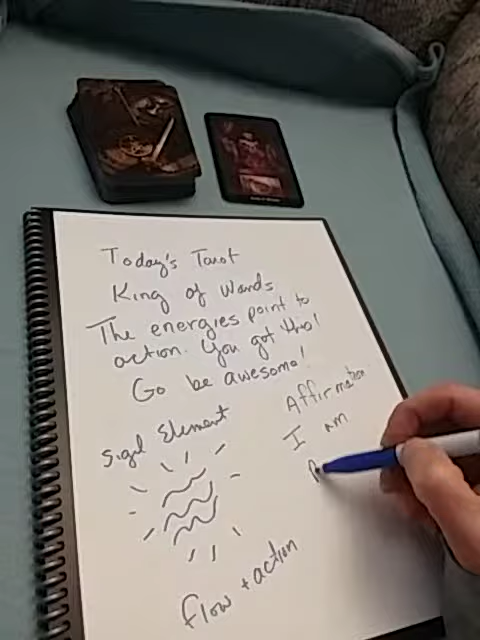 Today's Tarot
King of Wands
The energies point to
action. You got this!
Go be awesome!
Sigil Element
flow + action
Affirmation
I am